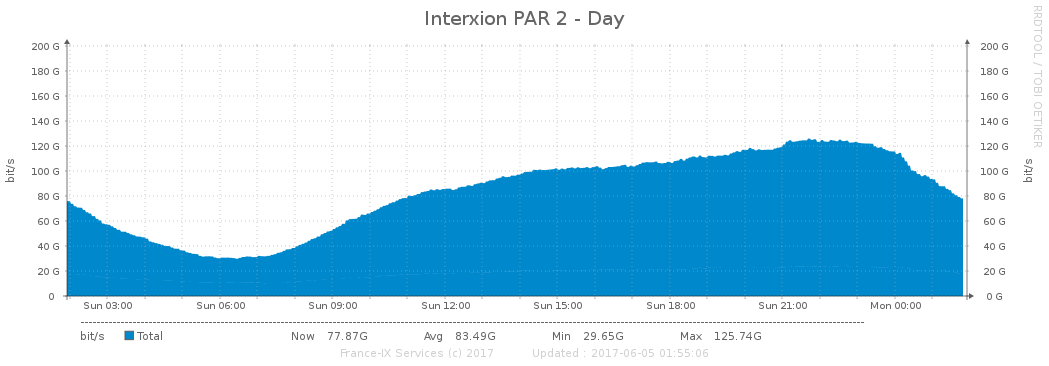 Interxion PAR 2 - Day
RRDTOOL / TOBI OETIKER
200 G 200 G
180 G 180 G
160 G 160 G
140 G 140 G
120 G 120 G
100 G 100 G
80 G 80 G
60 G 60 G
40 G 40 G
20 G 20 G
0 0 G
bit/s bit/s
Sun 03:00 Sun 06:00 Sun 09:00 Sun 12:00 Sun 15:00 Sun 18:00 Sun 21:00 Mon 00:00
bit/s Total Now 77.87G Avg 83.49G Min 29.65G Max 125.74G
France-IX Services (c) 2017 Updated : 2017-06-05 01:55:06